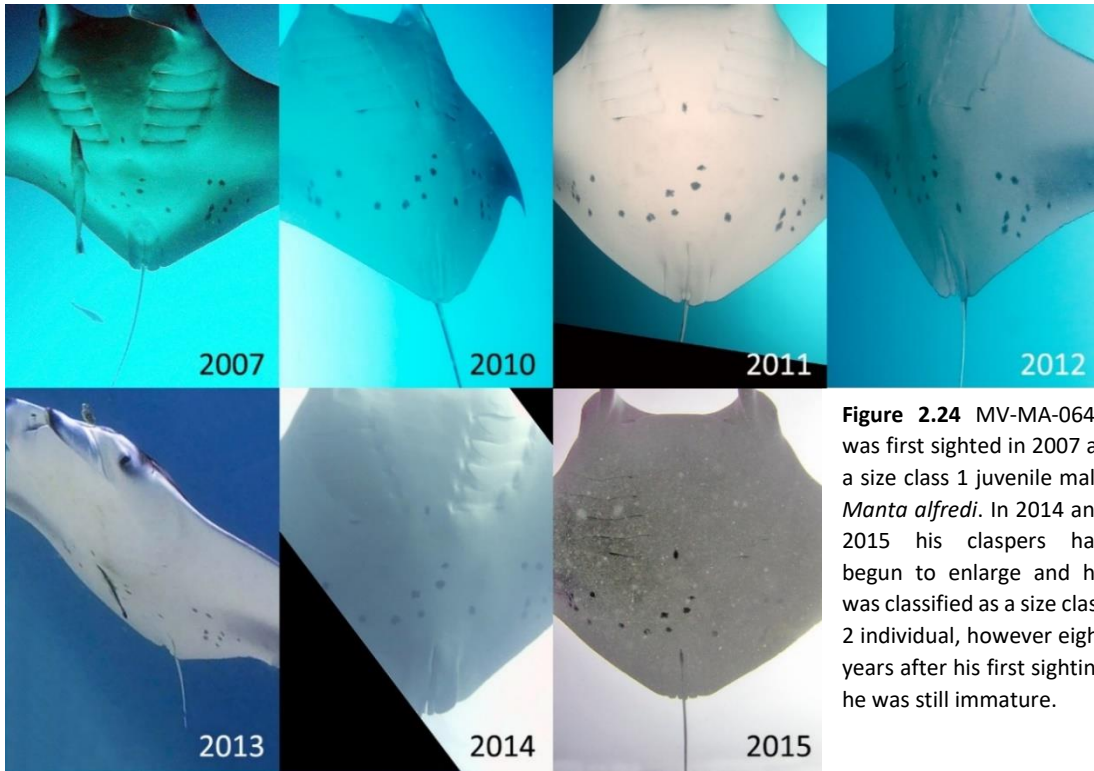 2007
2010
2011
2012
2013
2014
2015
Figure 2.24 MV-MA-064
was first sighted in 2007 a
a size class 1 juvenile mal
Manta alfredi. In 2014 an
2015 his claspers ha
begun to enlarge and h
was classified as a size clas
2 individual, however eigh
years after his first sightin
he was still immature.